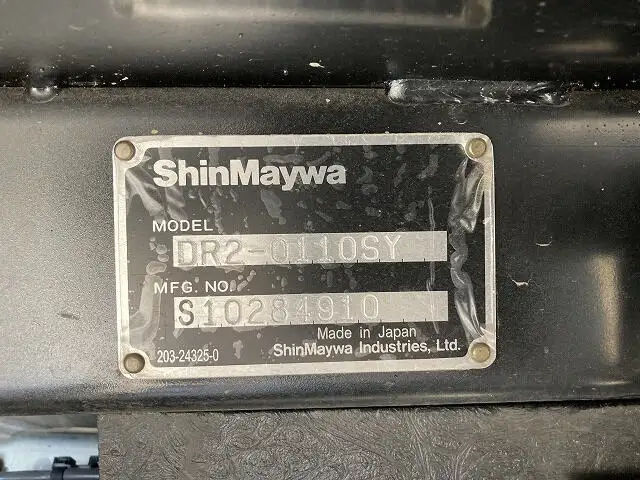 ShinMaywa
MODEL
DR2-0110SY
MFG. NO.
S10284910
Made in Japan
203-24325-0
ShinMaywa Industries, Ltd.